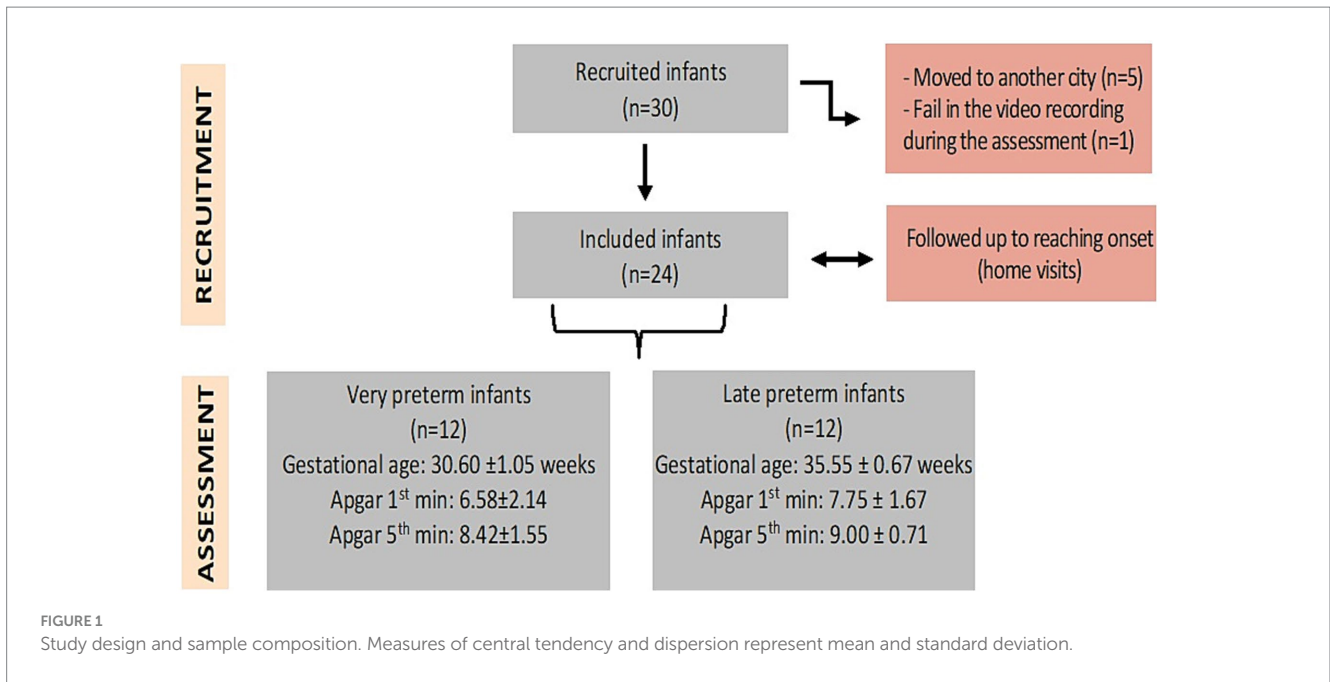 RECRUITMENT
Recruited infants
(n=30)
- Moved to another city (n=5)
- Fail in the video recording
during the assessment (n=1)
Included infants
(n=24)
Followed up to reaching onset
(home visits)
ASSESSMENT
Very preterm infants
(n=12)
Gestational age: 30.60 ±1.05 weeks
Apgar 1st min: 6.58±2.14
Apgar 5th min: 8.42±1.55
Late preterm infants
(n=12)
Gestational age: 35.55 ± 0.67 weeks
Apgar 1st min: 7.75 ± 1.67
Apgar 5th min: 9.00 ± 0.71
FIGURE 1
Study design and sample composition. Measures of central tendency and dispersion represent mean and standard deviation.